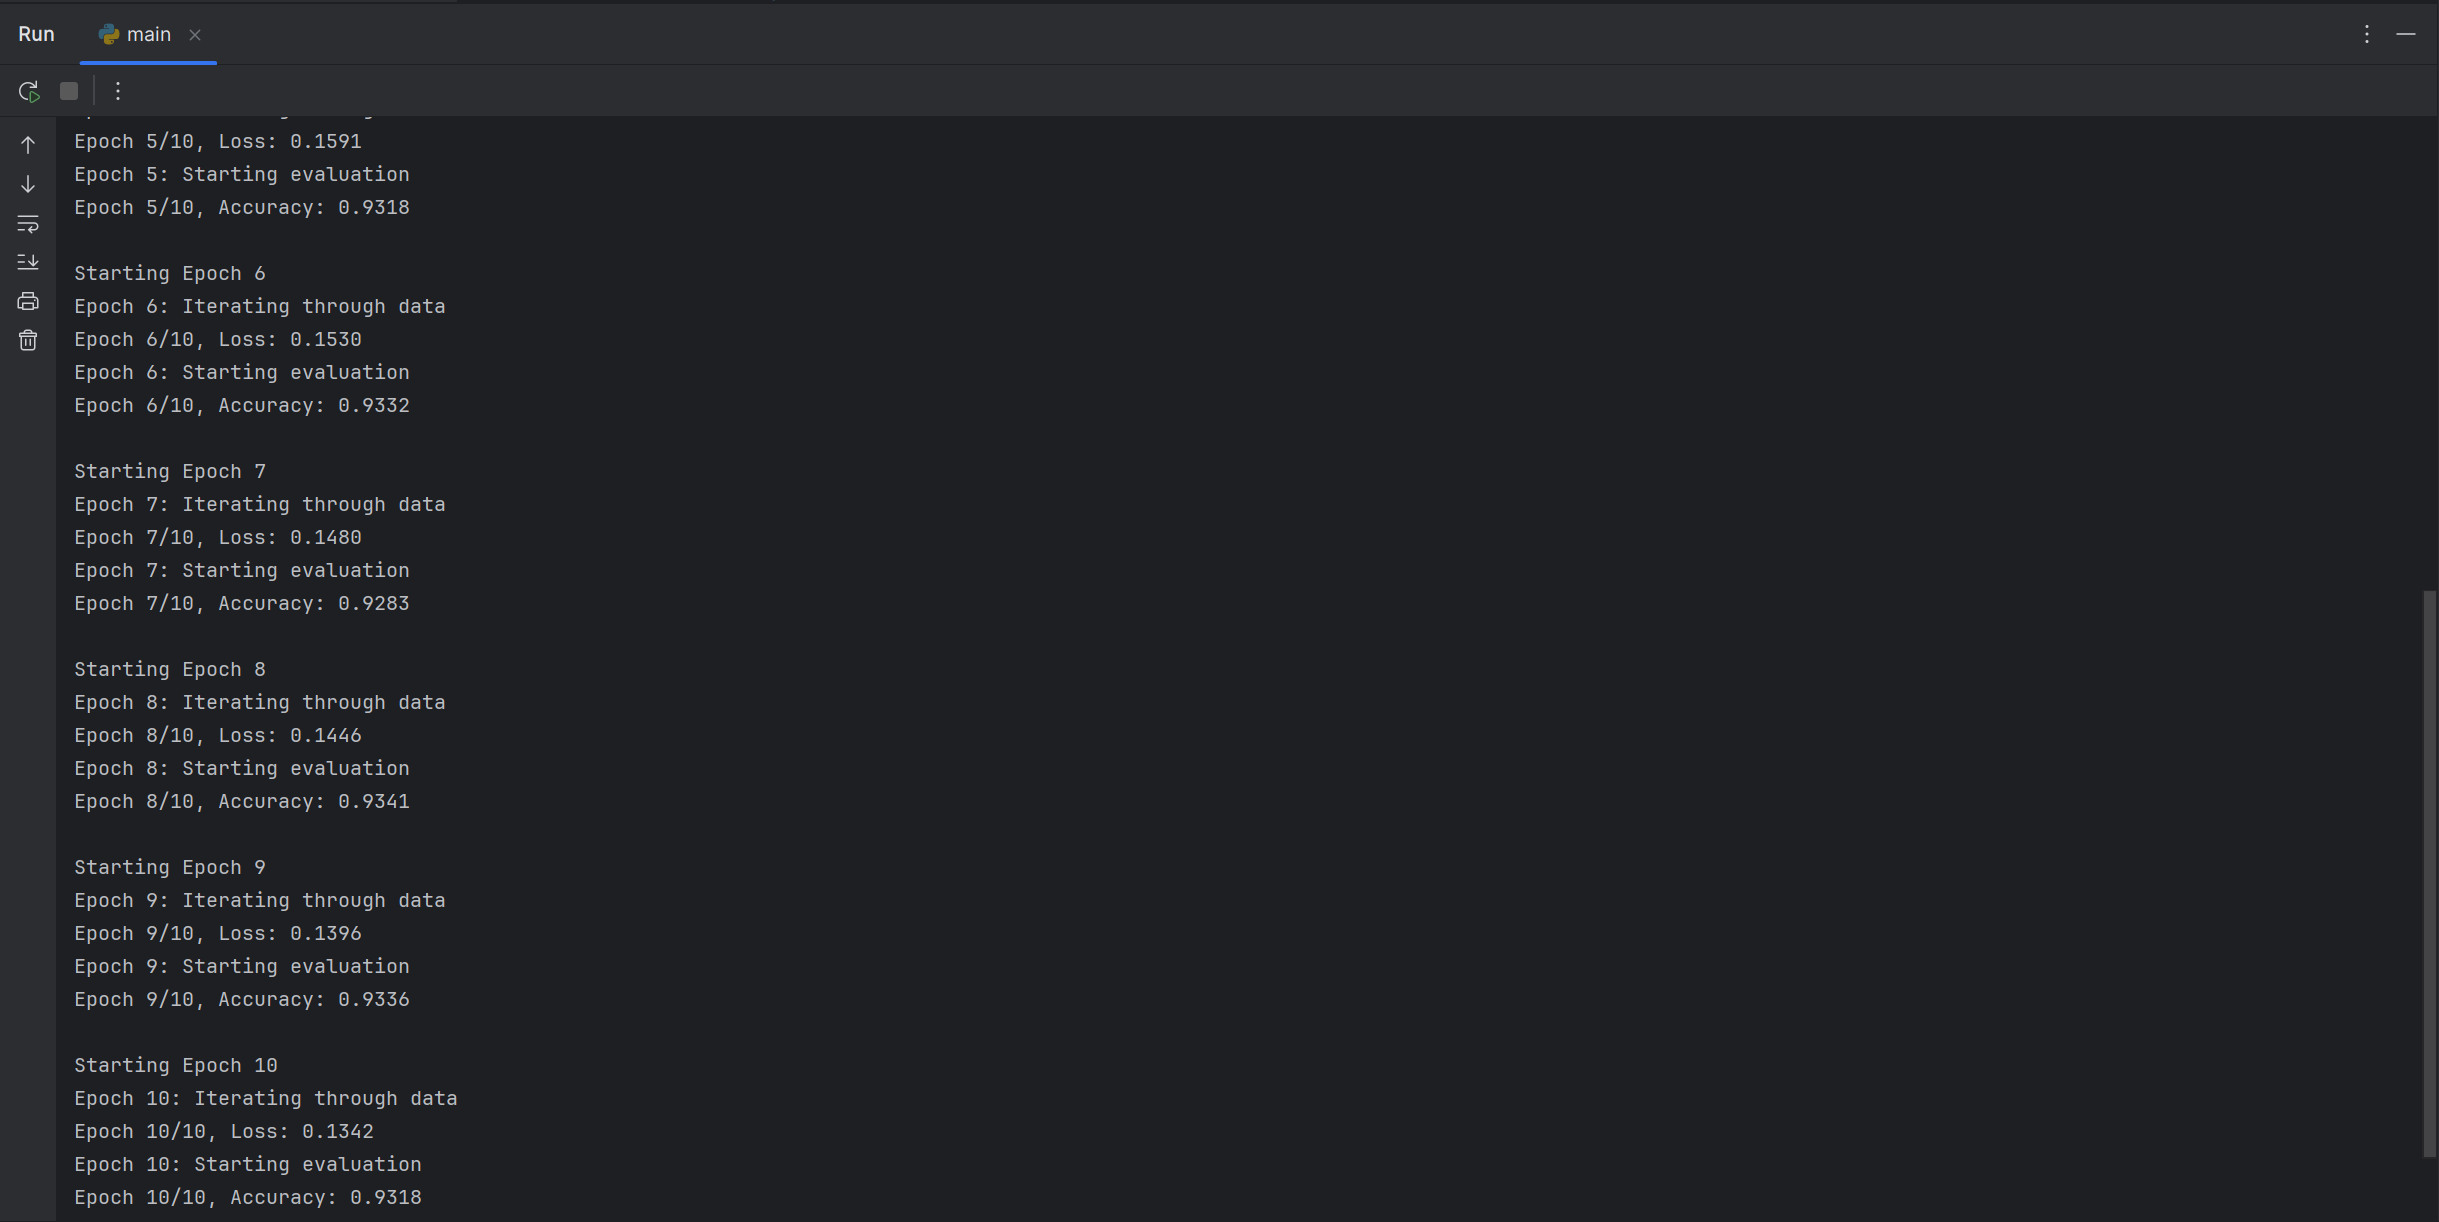 Run main
Epoch 5/10, Loss: 0.1591
Epoch 5: Starting evaluation
Epoch 5/10, Accuracy: 0.9318
Starting Epoch 6
Epoch 6: Iterating through data
Epoch 6/10, Loss: 0.1530
Epoch 6: Starting evaluation
Epoch 6/10, Accuracy: 0.9332
Starting Epoch 7
Epoch 7: Iterating through data
Epoch 7/10, Loss: 0.1480
Epoch 7: Starting evaluation
Epoch 7/10, Accuracy: 0.9283
Starting Epoch 8
Epoch 8: Iterating through data
Epoch 8/10, Loss: 0.1446
Epoch 8: Starting evaluation
Epoch 8/10, Accuracy: 0.9341
Starting Epoch 9
Epoch 9: Iterating through data
Epoch 9/10, Loss: 0.1396
Epoch 9: Starting evaluation
Epoch 9/10, Accuracy: 0.9336
Starting Epoch 10
Epoch 10: Iterating through data
Epoch 10/10, Loss: 0.1342
Epoch 10: Starting evaluation
Epoch 10/10, Accuracy: 0.9318